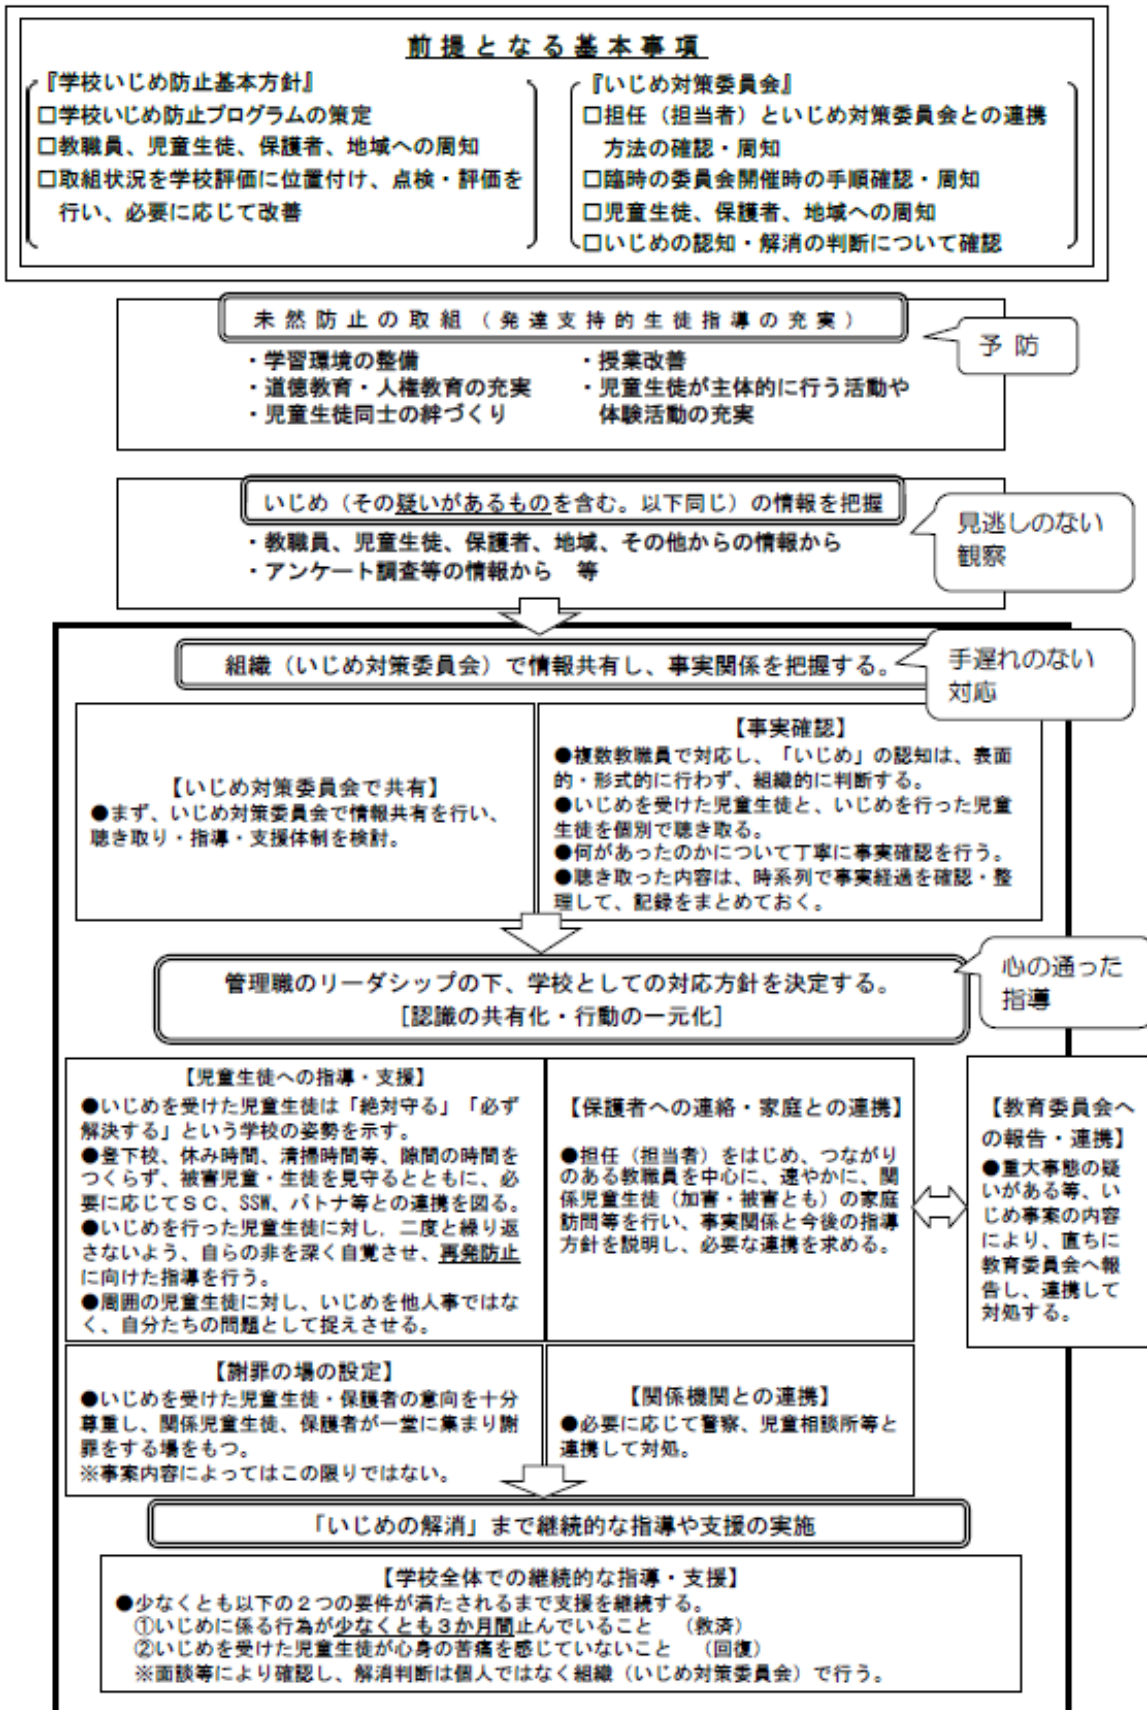 前提となる基本事項
『学校いじめ防止基本方針』
□学校いじめ防止プログラムの策定
□教職員、児童生徒、保護者、地域への周知
□取組状況を学校評価に位置付け、点検・評価を
行い、必要に応じて改善
『いじめ対策委員会』
□担任（担当者）といじめ対策委員会との連携
方法の確認・周知
□臨時の委員会開催時の手順確認・周知
□児童生徒、保護者、地域への周知
□いじめの認知・解消の判断について確認
未然防止の取組（発達支持的生徒指導の充実）
予防
・学習環境の整備
・道徳教育・人権教育の充実
・児童生徒同士の絆づくり
・授業改善
・児童生徒が主体的に行う活動や
体験活動の充実
いじめ（その疑いがあるものを含む。以下同じ）の情報を把握
見逃しのない
観察
・教職員、児童生徒、保護者、地域、その他からの情報から
・アンケート調査等の情報から　等
組織（いじめ対策委員会）で情報共有し、事実関係を把握する。
手遅れのない
対応
【いじめ対策委員会で共有】
●まず、いじめ対策委員会で情報共有を行い、
聴き取り・指導・支援体制を検討。
【事実確認】
●複数教職員で対応し、「いじめ」の認知は、表面
的・形式的に行わず、組織的に判断する。
●いじめを受けた児童生徒と、いじめを行った児童
生徒を個別で聴き取る。
●何があったのかについて丁寧に事実確認を行う。
●聴き取った内容は、時系列で事実経過を確認・整
理して、記録をまとめておく。
管理職のリーダシップの下、学校としての対応方針を決定する。
［認識の共有化・行動の一元化］
心の通った
指導
【児童生徒への指導・支援】
●いじめを受けた児童生徒は「絶対守る」「必ず
解決する」という学校の姿勢を示す。
●登下校、休み時間、清掃時間等、隙間の時間を
つくらず、被害児童・生徒を見守るとともに、必
要に応じてＳＣ、SSW、パトナ等との連携を図る。
●いじめを行った児童生徒に対し、二度と繰り返
さないよう、自らの非を深く自覚させ、再発防止
に向けた指導を行う。
●周囲の児童生徒に対し、いじめを他人事ではな
く、自分たちの問題として捉えさせる。
【保護者への連絡・家庭との連携】
●担任（担当者）をはじめ、つながり
のある教職員を中心に、速やかに、関
係児童生徒（加害・被害とも）の家庭
訪問等を行い、事実関係と今後の指導
方針を説明し、必要な連携を求める。
【教育委員会へ
の報告・連携】
●重大事態の疑
いがある等、い
じめ事案の内容
により、直ちに
教育委員会へ報
告し、連携して
対処する。
【謝罪の場の設定】
●いじめを受けた児童生徒・保護者の意向を十分
尊重し、関係児童生徒、保護者が一堂に集まり謝
罪をする場をもつ。
※事案内容によってはこの限りではない。
【関係機関との連携】
●必要に応じて警察、児童相談所等と
連携して対処。
「いじめの解消」まで継続的な指導や支援の実施
【学校全体での継続的な指導・支援】
●少なくとも以下の２つの要件が満たされるまで支援を継続する。
①いじめに係る行為が少なくとも３か月間止んでいること　（救済）
②いじめを受けた児童生徒が心身の苦痛を感じていないこと　（回復）
※面談等により確認し、解消判断は個人ではなく組織（いじめ対策委員会）で行う。